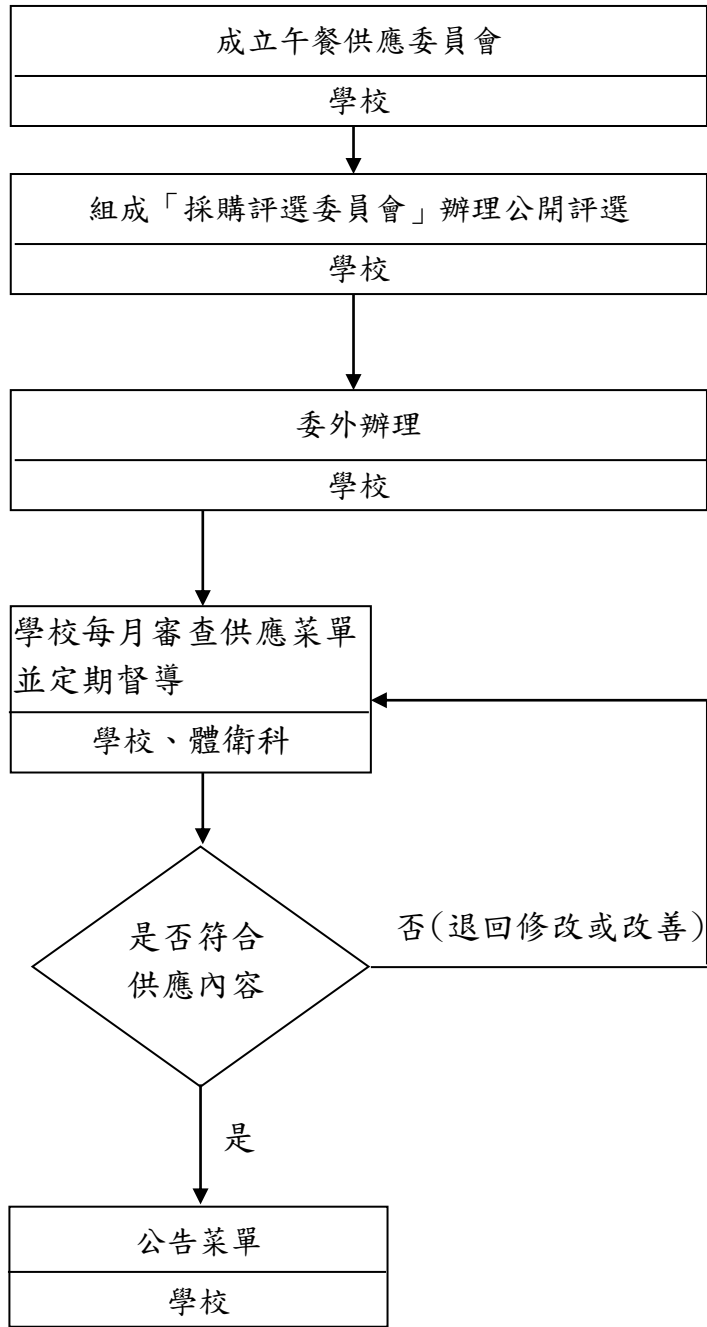 成立午餐供應委員會
學校
組成「採購評選委員會」辦理公開評選
學校
委外辦理
學校
學校每月審查供應菜單
並定期督導
學校、體衛科
是否符合
供應內容
否(退回修改或改善)
是
公告菜單
學校